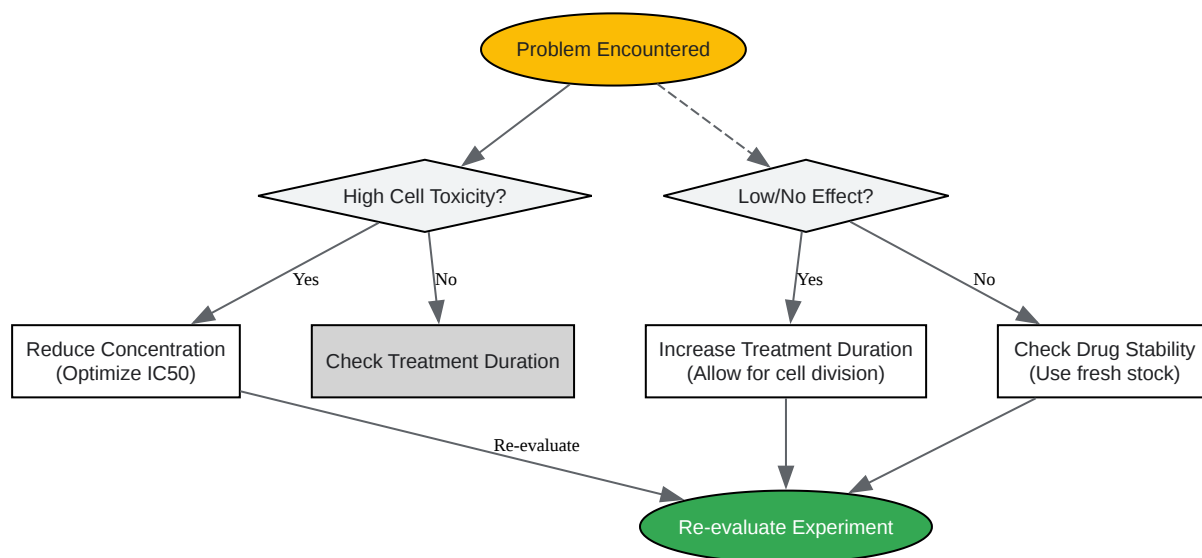 Problem Encountered
High Cell Toxicity?
Low/No Effect?
Yes
No
Yes
No
Reduce Concentration
(Optimize IC50)
Check Treatment Duration
Increase Treatment Duration
(Allow for cell division)
Check Drug Stability
(Use fresh stock)
Re-evaluate
Re-evaluate Experiment